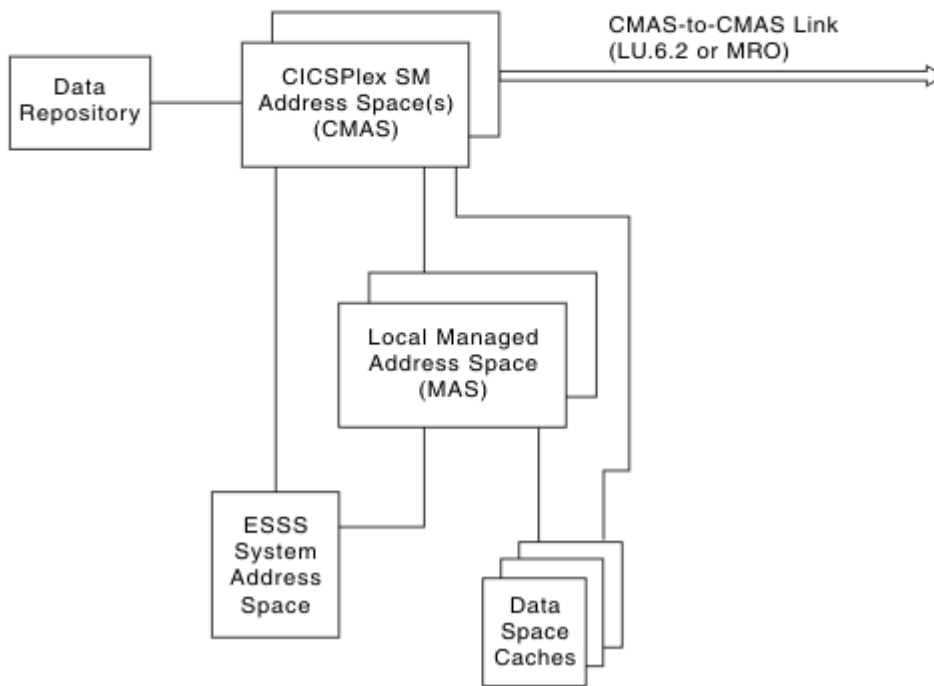 CMAS-to-CMAS Link
(LU.6.2 or MRO)
Data
Repository
CICSPlex SM
Address Space(s)
(CMAS)
Local Managed
Address Space
(MAS)
ESSS
System
Address
Space
Data
Space
Caches